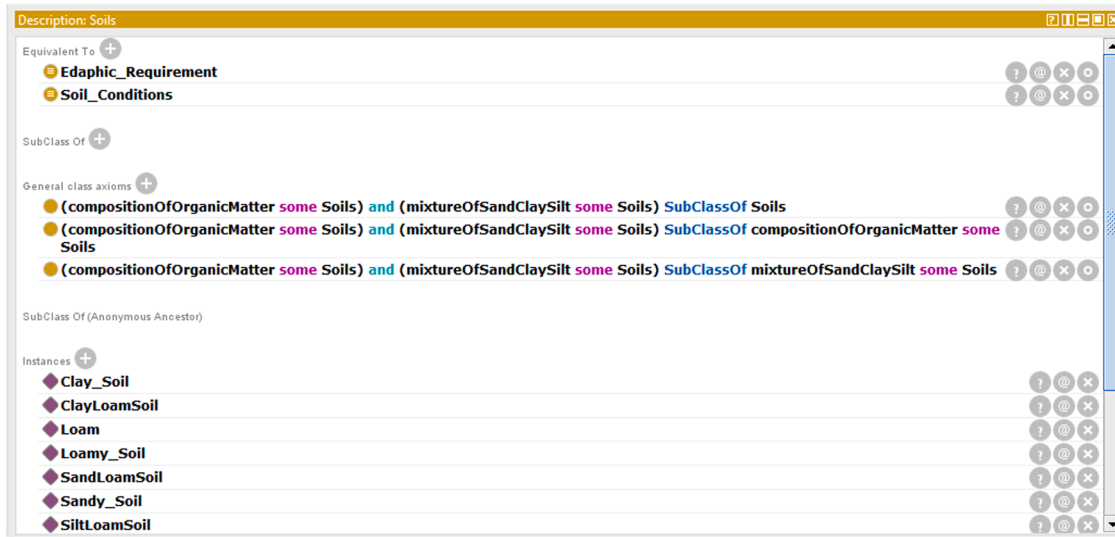 Description: Soils
Equivalent To
Edaphic_Requirement
Soil_Conditions
SubClass Of
General class axioms
(compositionOfOrganicMatter some Soils) and (mixtureOfSandClaySilt some Soils) SubClassOf Soils
(compositionOfOrganicMatter some Soils) and (mixtureOfSandClaySilt some Soils) SubClassOf compositionOfOrganicMatter some
Soils
(compositionOfOrganicMatter some Soils) and (mixtureOfSandClaySilt some Soils) SubClassOf mixtureOfSandClaySilt some Soils
SubClass Of (Anonymous Ancestor)
Instances
Clay_Soil
ClayLoamSoil
Loam
Loamy_Soil
SandLoamSoil
Sandy_Soil
SiltLoamSoil